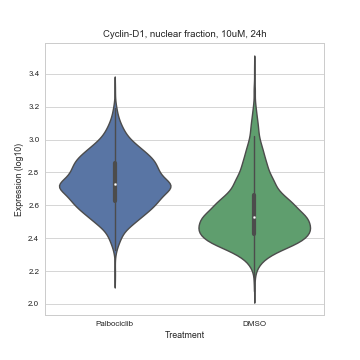 Cyclin-D1, nuclear fraction, 10uM, 24h
Expression (log10)
3.4
3.2
3.0
2.8
2.6
2.4
2.2
2.0
Palbociclib
DMSO
Treatment